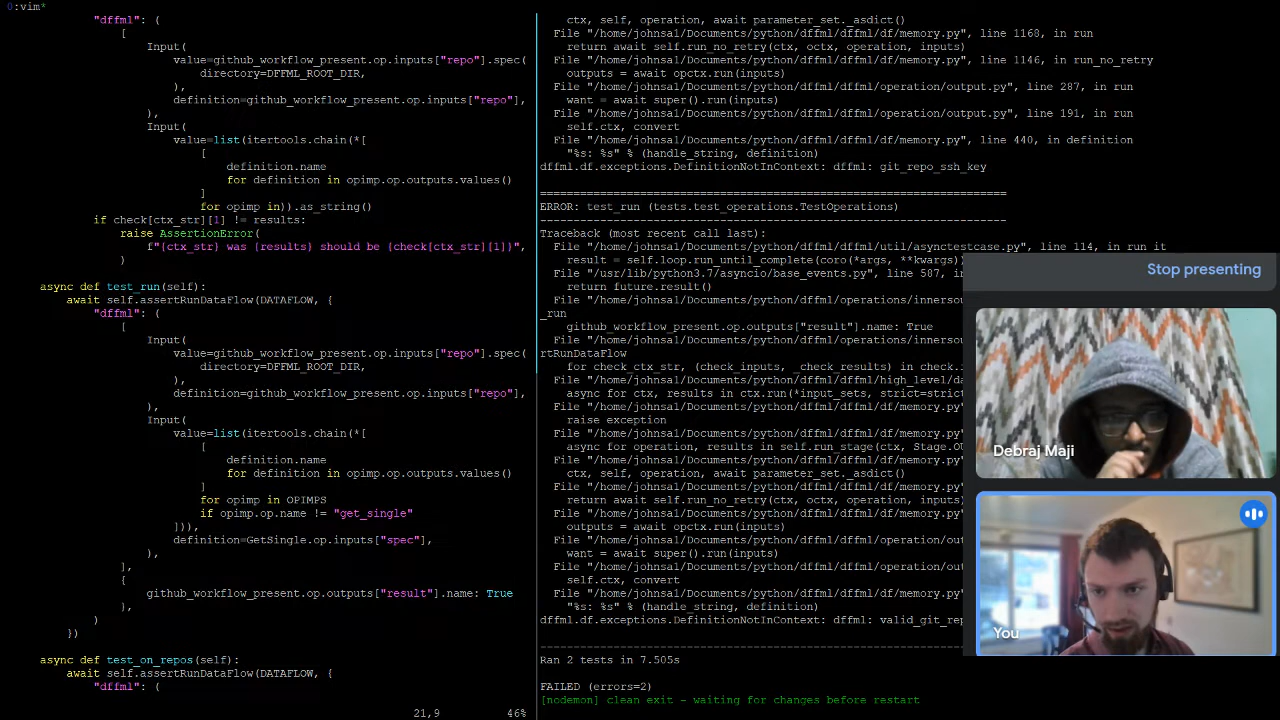 0:vim*
"dffml": (
[
Input(
value=github_workflow_present.op.inputs["repo"].spec(
directory=DFFML_ROOT_DIR,
),
definition=github_workflow_present.op.inputs["repo"],
),
Input(
value=list(itertools.chain(*[
[
definition.name
for definition in opimp.op.outputs.values()
]
for opimp in)).as_string()
if check[ctx_str][1] != results:
raise AssertionError(
f"{ctx_str} was {results} should be {check[ctx_str][1]}",
)
async def test_run(self):
await self.assertRunDataFlow(DATAFLOW, {
"dffml": (
[
Input(
value=github_workflow_present.op.inputs["repo"].spec(
directory=DFFML_ROOT_DIR,
),
definition=github_workflow_present.op.inputs["repo"],
),
Input(
value=list(itertools.chain(*[
[
definition.name
for definition in opimp.op.outputs.values()
]
for opimp in OPIMPS
if opimp.op.name != "get_single"
])),
definition=GetSingle.op.inputs["spec"],
),
],
{
github_workflow_present.op.outputs["result"].name: True
},
)
})
async def test_on_repos(self):
await self.assertRunDataFlow(DATAFLOW, {
"dffml": (
21,9 46%
ctx, self, operation, await parameter_set._asdict()
File "/home/johnsa1/Documents/python/dffml/dffml/df/memory.py", line 1168, in run
return await self.run_no_retry(ctx, octx, operation, inputs)
File "/home/johnsa1/Documents/python/dffml/dffml/df/memory.py", line 1146, in run_no_retry
outputs = await opctx.run(inputs)
File "/home/johnsa1/Documents/python/dffml/dffml/operation/output.py", line 287, in run
want = await super().run(inputs)
File "/home/johnsa1/Documents/python/dffml/dffml/operation/output.py", line 191, in run
self.ctx, convert
File "/home/johnsa1/Documents/python/dffml/dffml/df/memory.py", line 440, in definition
"%s: %s" % (handle_string, definition)
dffml.df.exceptions.DefinitionNotInContext: dffml: git_repo_ssh_key
======================================================================
ERROR: test_run (tests.test_operations.TestOperations)
----------------------------------------------------------------------
Traceback (most recent call last):
File "/home/johnsa1/Documents/python/dffml/dffml/util/asynctestcase.py", line 114, in run_it
result = self.loop.run_until_complete(coro(*args, **kwargs))
File "/usr/lib/python3.7/asyncio/base_events.py", line 587, in
return future.result()
File "/home/johnsa1/Documents/python/dffml/operations/innersou
_run
github_workflow_present.op.outputs["result"].name: True
File "/home/johnsa1/Documents/python/dffml/operations/innersou
rtRunDataFlow
for check_ctx_str, (check_inputs, _check_results) in check.
File "/home/johnsa1/Documents/python/dffml/dffml/high_level/da
async for ctx, results in ctx.run(*input_sets, strict=strict
File "/home/johnsa1/Documents/python/dffml/dffml/df/memory.p
raise exception
File "/home/johnsa1/Documents/python/dffml/dffml/df/memory.p
async for operation, results in self.run_stage(ctx, Stage.OU
File "/home/johnsa1/Documents/python/dffml/dffml/df/memory.p
ctx, self, operation, await parameter_set._asdict()
File "/home/johnsa1/Documents/python/dffml/dffml/df/memory.p
return await self.run_no_retry(ctx, octx, operation, inputs)
File "/home/johnsa1/Documents/python/dffml/dffml/df/memory.p
outputs = await opctx.run(inputs)
File "/home/johnsa1/Documents/python/dffml/dffml/operation/ou
want = await super().run(inputs)
File "/home/johnsa1/Documents/python/dffml/dffml/operation/ou
self.ctx, convert
File "/home/johnsa1/Documents/python/dffml/dffml/df/memory.p
"%s: %s" % (handle_string, definition)
dffml.df.exceptions.DefinitionNotInContext: dffml: valid_git_rep
----------------------------------------------------------------------
Ran 2 tests in 7.505s
FAILED (errors=2)
[nodemon] clean exit - waiting for changes before restart
Stop presenting
Debraj Maji
You